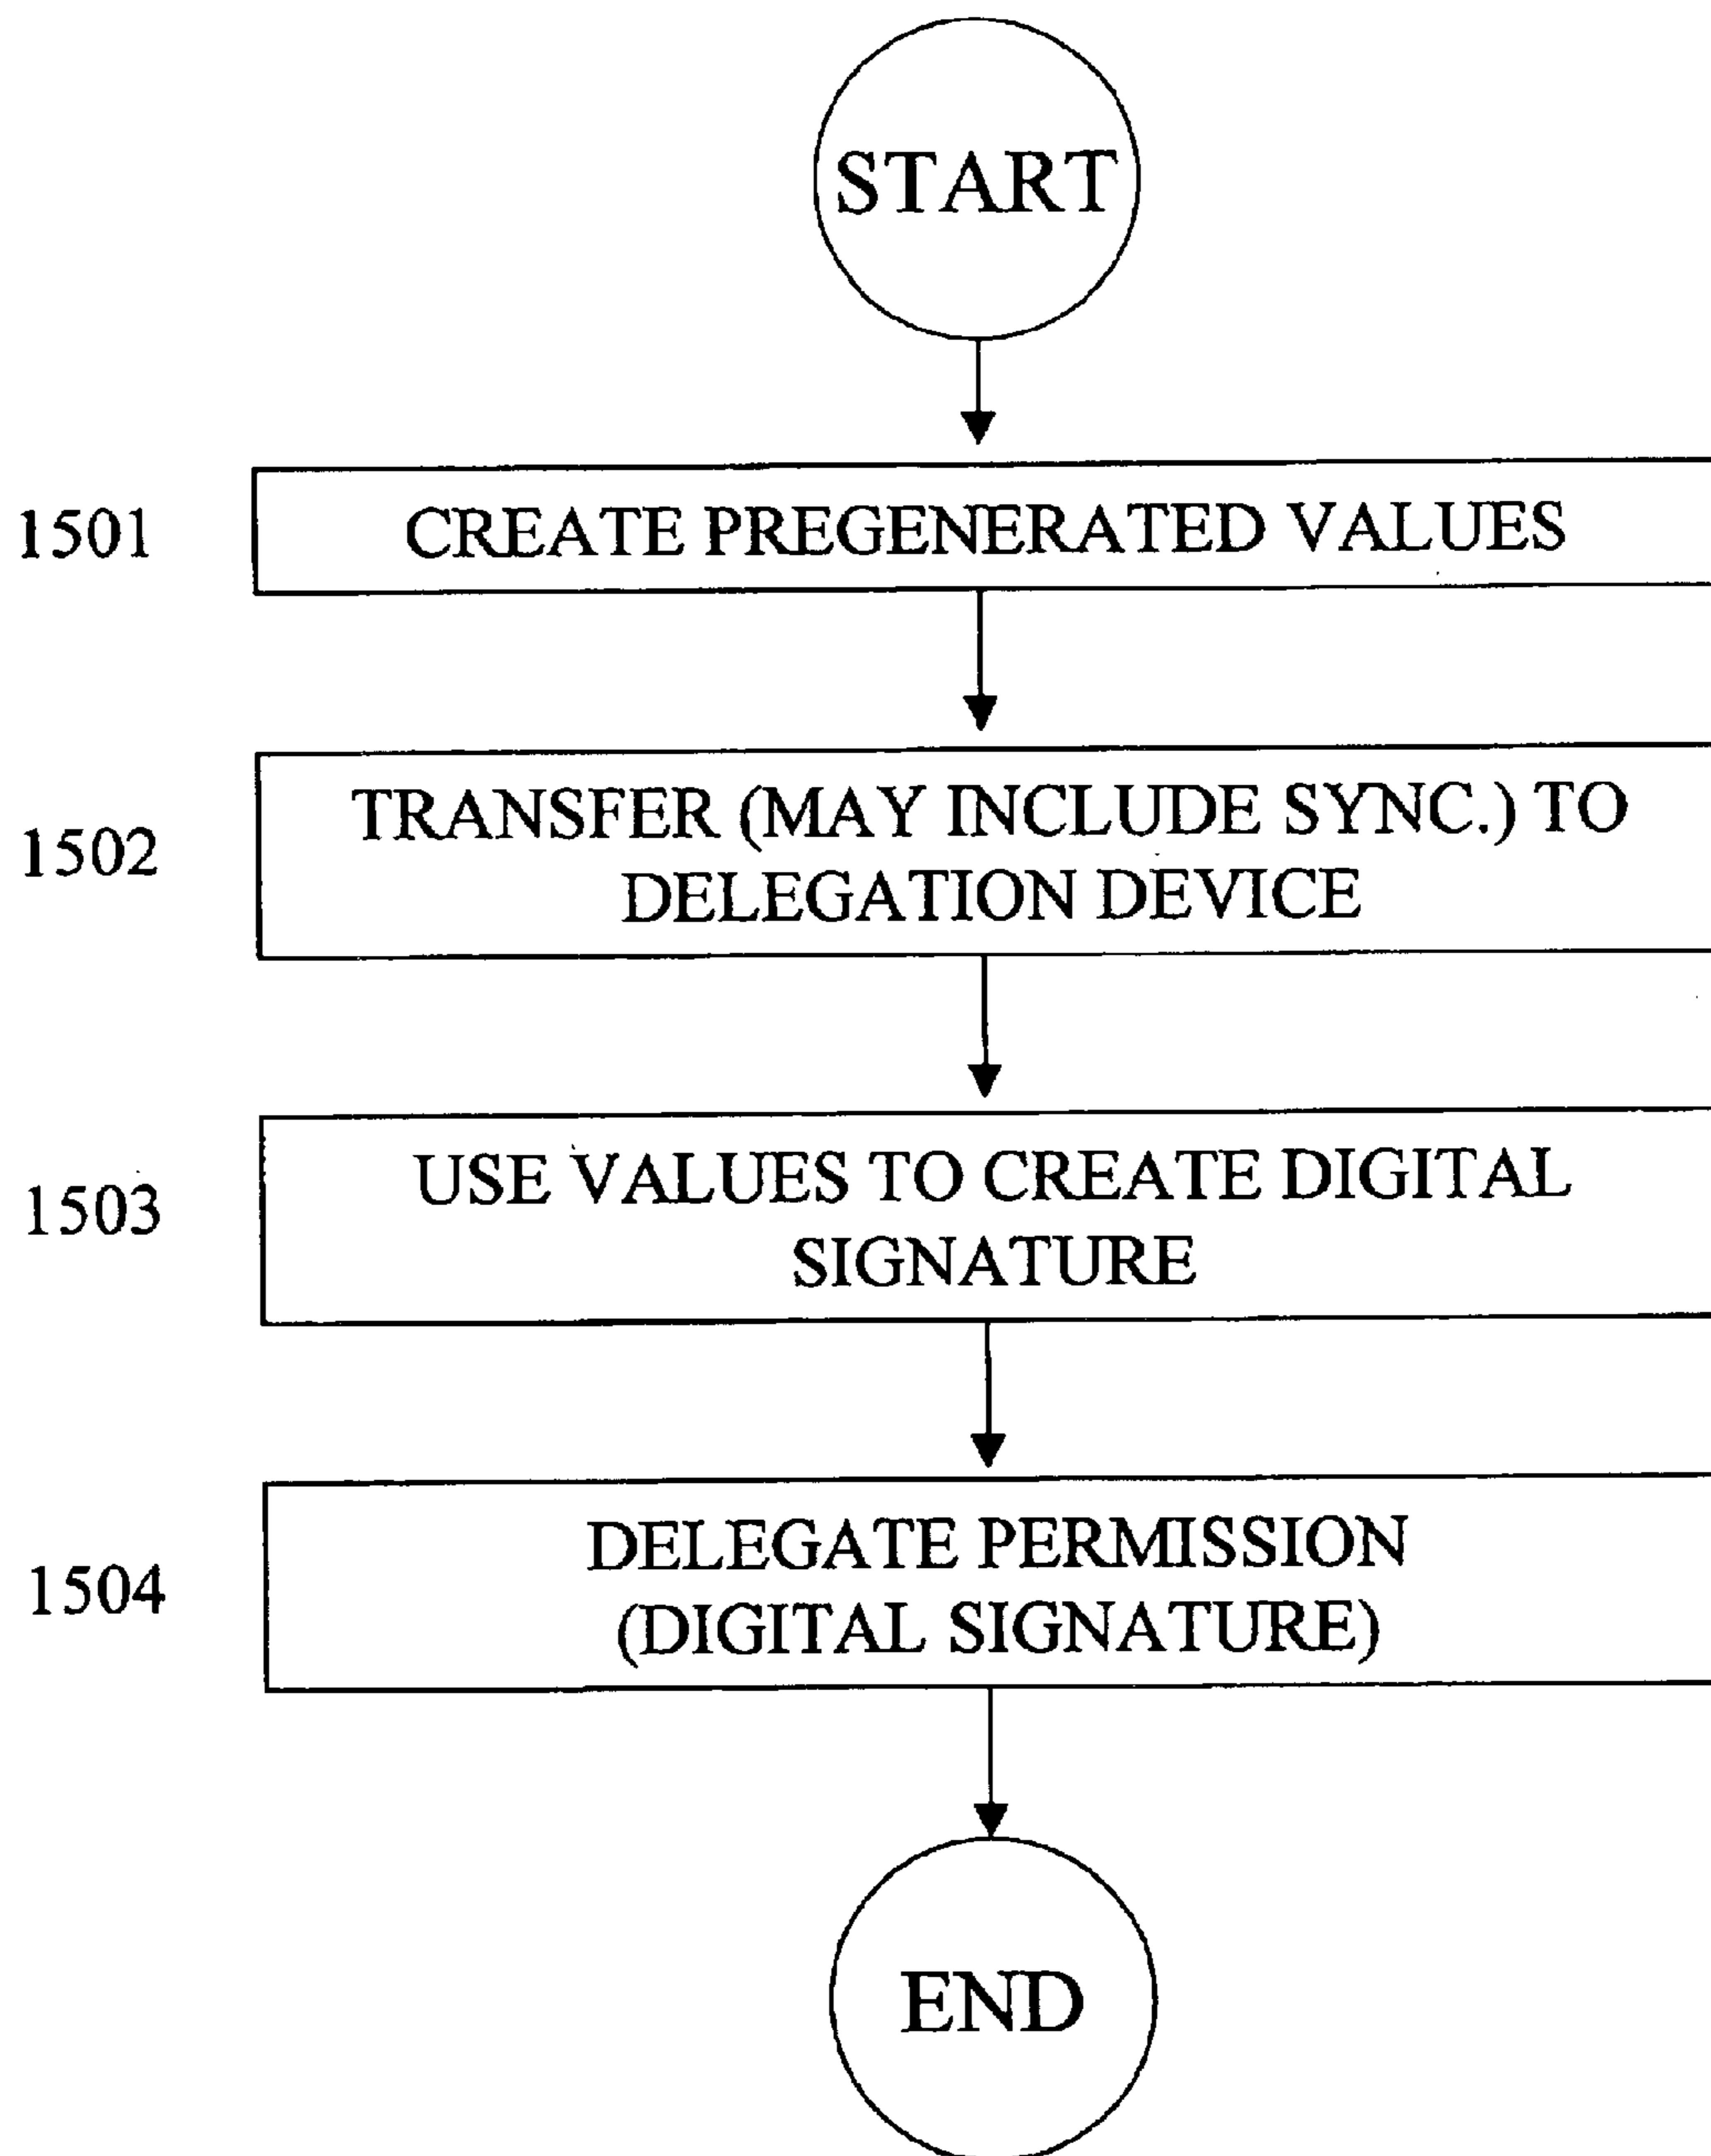 START
1501
CREATE PREGENERATED VALUES
1502
TRANSFER (MAY INCLUDE SYNC.) TO
DELEGATION DEVICE
1503
USE VALUES TO CREATE DIGITAL
SIGNATURE
1504
DELEGATE PERMISSION
(DIGITAL SIGNATURE)
END